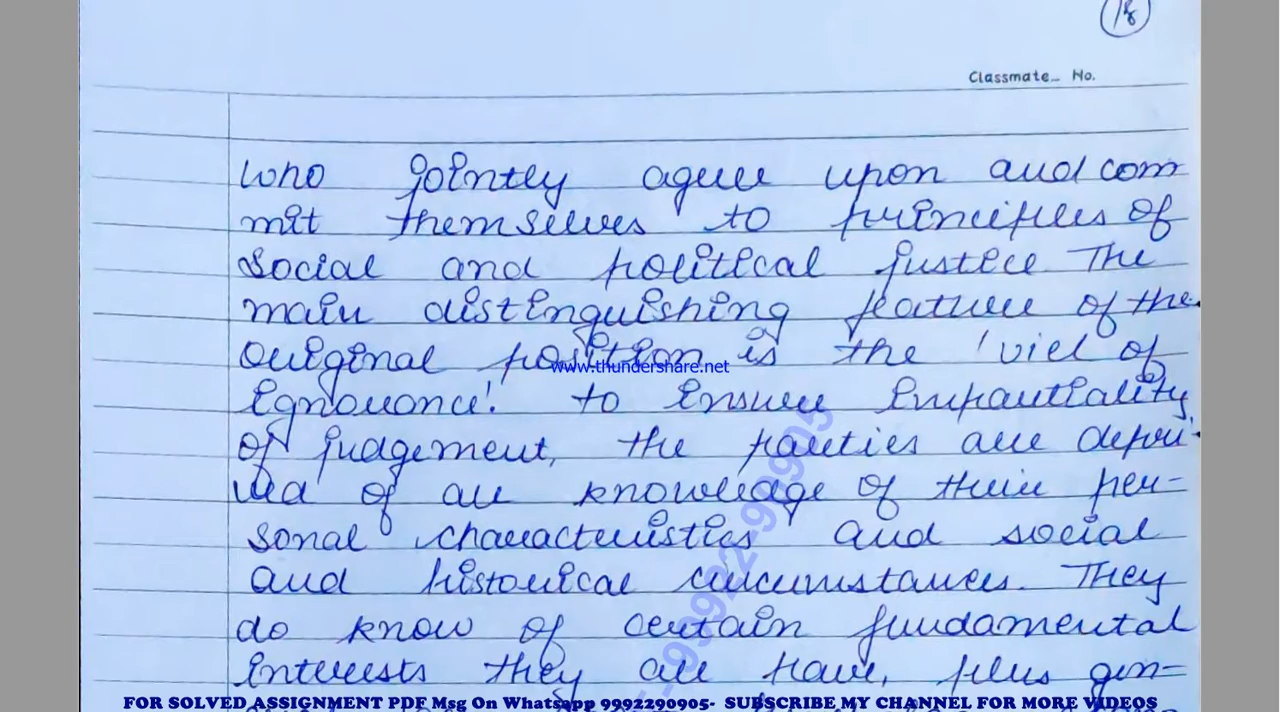 18
Classmate_ No.
who jointly agree upon and com
mit themselves to principles of
social and political justice. The
main distinguishing feature of the
original position is the 'viel of
ignorance'. to ensure impartiality
of judgement, the parties are depri-
ved of all knowledge of their per-
sonal characteristics and social
and historical circumstances. They
do know of certain fundamental
interests they all have, plus gen-
www.thundershare.net
-99922-99905
FOR SOLVED ASSIGNMENT PDF Msg On Whatsapp 9992290905- SUBSCRIBE MY CHANNEL FOR MORE VIDEOS